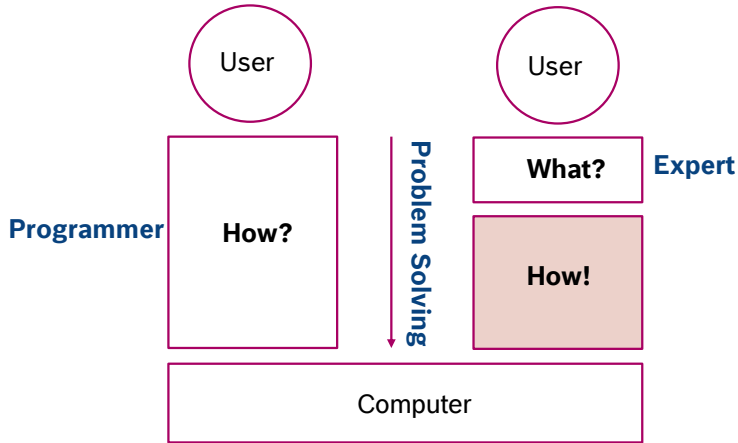 User
User
Programmer
How?
Problem Solving
What?
Expert
How!
Computer